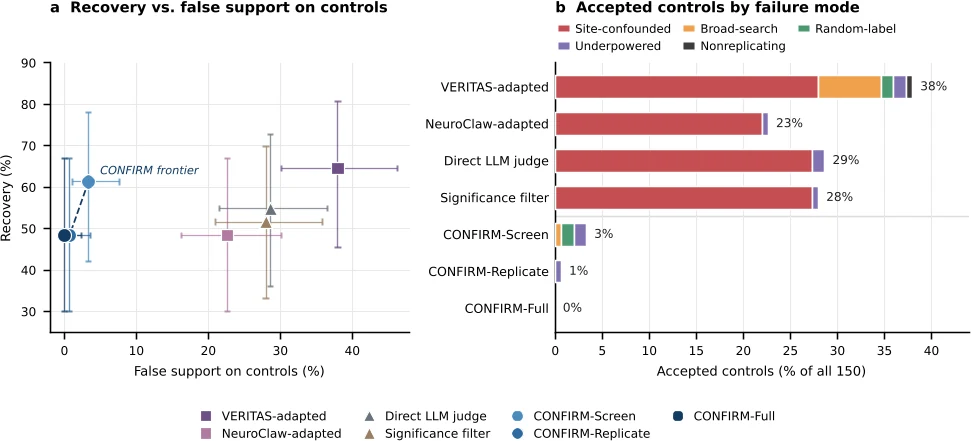 a Recovery vs. false support on controls
90
80
70
60
50
40
30
Recovery (%)
CONFIRM frontier
0 10 20 30 40
False support on controls (%)
b Accepted controls by failure mode
Site-confounded Broad-search Random-label
Underpowered Nonreplicating
VERITAS-adapted 38%
NeuroClaw-adapted 23%
Direct LLM judge 29%
Significance filter 28%
CONFIRM-Screen 3%
CONFIRM-Replicate 1%
CONFIRM-Full 0%
0 5 10 15 20 25 30 35 40
Accepted controls (% of all 150)
VERITAS-adapted Direct LLM judge CONFIRM-Screen CONFIRM-Full
NeuroClaw-adapted Significance filter CONFIRM-Replicate